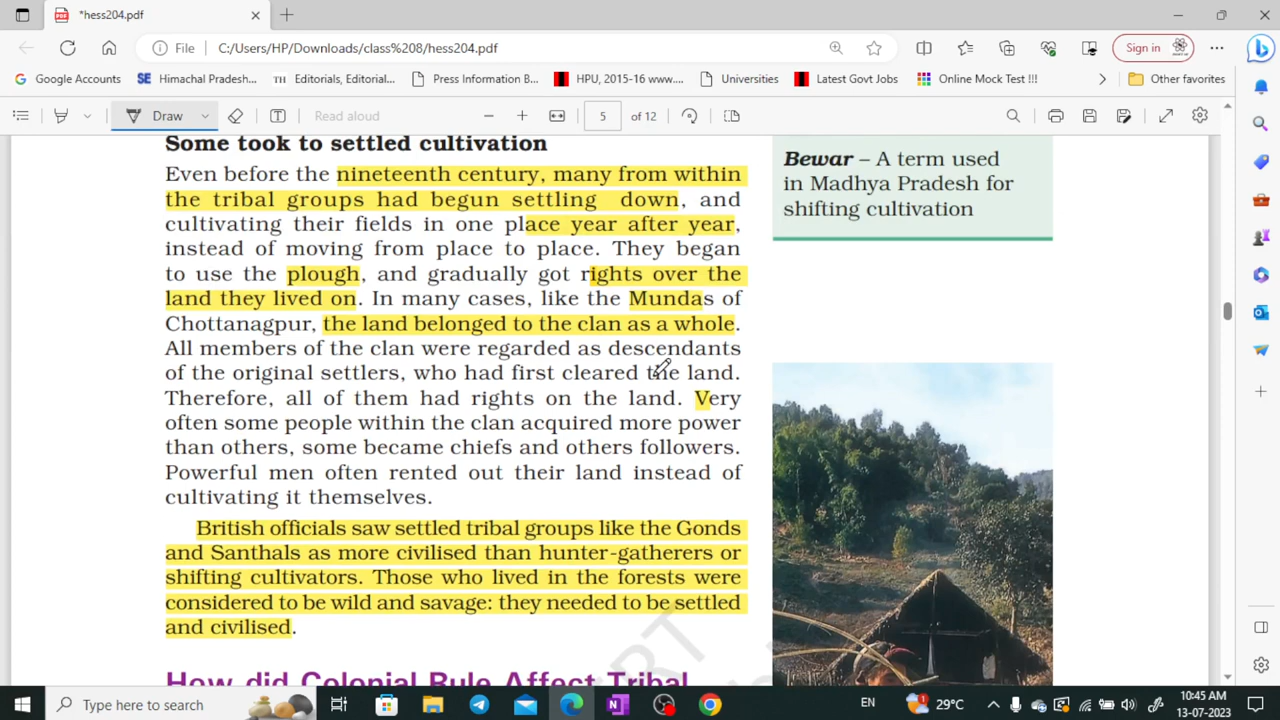 *hess204.pdf
File
C:/Users/HP/Downloads/class%208/hess204.pdf
Sign in
Google Accounts
SE Himachal Pradesh...
TH Editorials, Editorial...
Press Information B...
HPU, 2015-16 www....
Universities
Latest Govt Jobs
Online Mock Test !!!
Other favorites
Draw
Read aloud
5 of 12
Some took to settled cultivation
Even before the nineteenth century, many from within
the tribal groups had begun settling down, and
cultivating their fields in one place year after year,
instead of moving from place to place. They began
to use the plough, and gradually got rights over the
land they lived on. In many cases, like the Mundas of
Chottanagpur, the land belonged to the clan as a whole.
All members of the clan were regarded as descendants
of the original settlers, who had first cleared the land.
Therefore, all of them had rights on the land. Very
often some people within the clan acquired more power
than others, some became chiefs and others followers.
Powerful men often rented out their land instead of
cultivating it themselves.
British officials saw settled tribal groups like the Gonds
and Santhals as more civilised than hunter-gatherers or
shifting cultivators. Those who lived in the forests were
considered to be wild and savage: they needed to be settled
and civilised.
How did Colonial Rule Affect Tribal
Bewar – A term used
in Madhya Pradesh for
shifting cultivation
Type here to search
EN
1
29°C
10:45 AM
13-07-2023